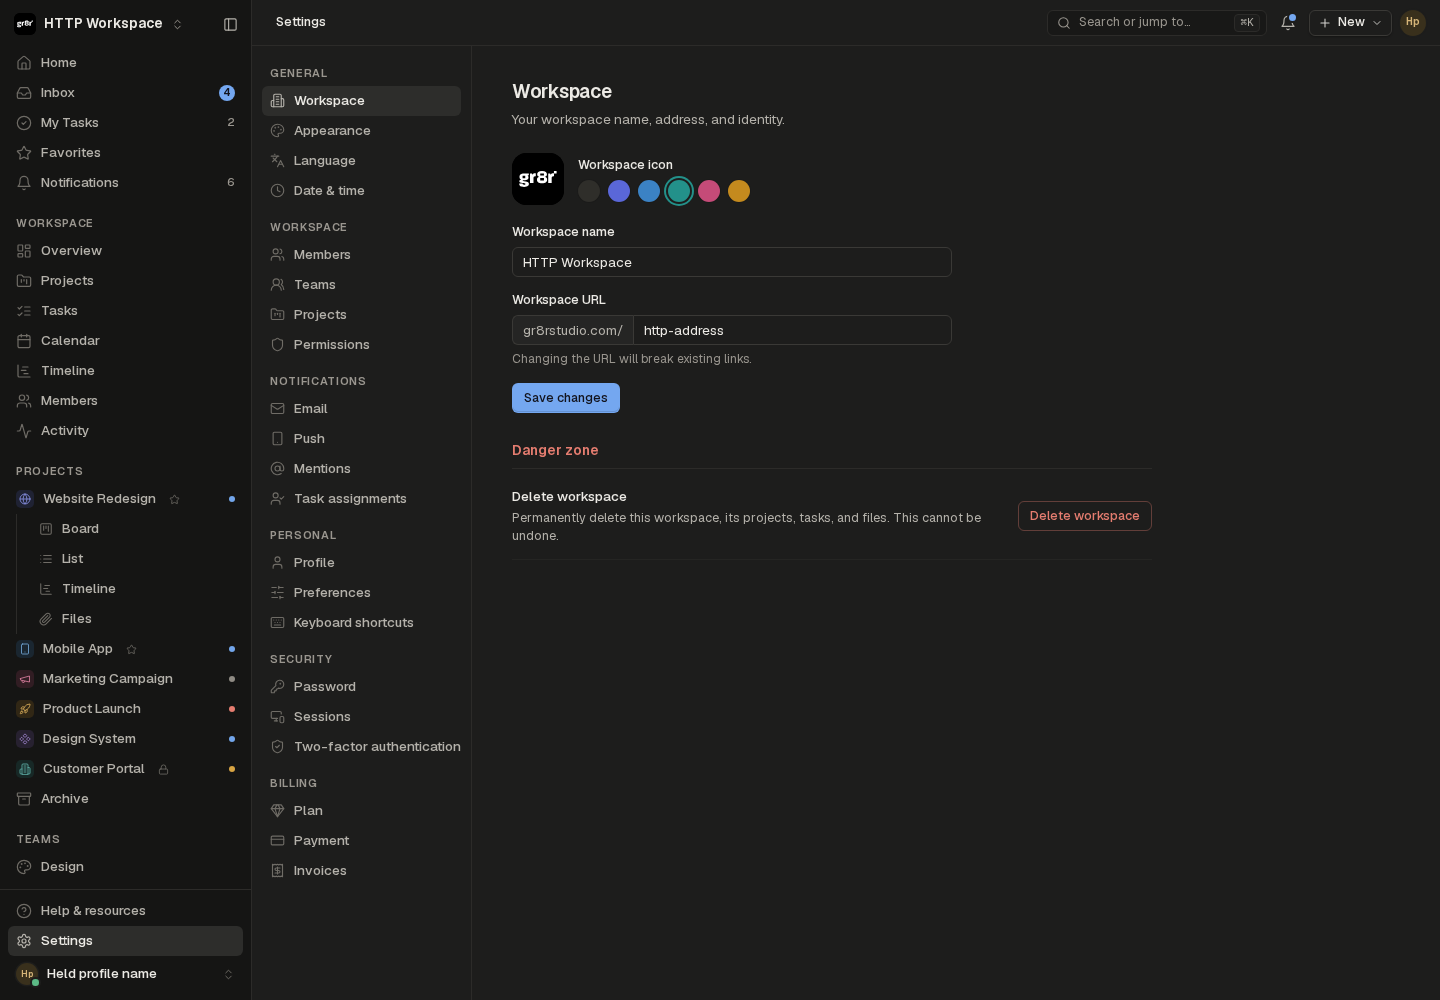 gr8r HTTP Workspace
Home
Inbox 4
My Tasks 2
Favorites
Notifications 6
WORKSPACE
Overview
Projects
Tasks
Calendar
Timeline
Members
Activity
PROJECTS
Website Redesign
Board
List
Timeline
Files
Mobile App
Marketing Campaign
Product Launch
Design System
Customer Portal
Archive
TEAMS
Design
Help & resources
Settings
Hp Held profile name
Settings
Search or jump to... ⌘K
New
Hp
GENERAL
Workspace
Appearance
Language
Date & time
WORKSPACE
Members
Teams
Projects
Permissions
NOTIFICATIONS
Email
Push
Mentions
Task assignments
PERSONAL
Profile
Preferences
Keyboard shortcuts
SECURITY
Password
Sessions
Two-factor authentication
BILLING
Plan
Payment
Invoices
Workspace
Your workspace name, address, and identity.
gr8r
Workspace icon
Workspace name
HTTP Workspace
Workspace URL
gr8rstudio.com/ http-address
Changing the URL will break existing links.
Save changes
Danger zone
Delete workspace
Permanently delete this workspace, its projects, tasks, and files. This cannot be
undone.
Delete workspace